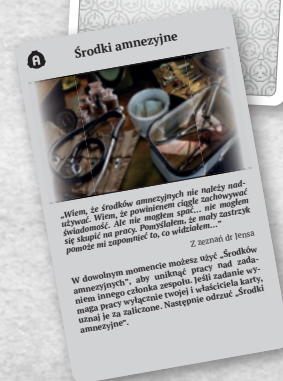 A
Środki amnezyjne
„Wiem, że środków amnezyjnych nie należy nad-
używać. Wiem, że powinienem ciągle zachowywać
świadomość. Ale nie mogłem spać... nie mogłem
się skupić na pracy. Pomyślałem, że mały zastrzyk
pomoże mi zapomnieć to, co widziałem...”
Z zeznań dr Iensa
W dowolnym momencie możesz użyć „Środków
amnezyjnych”, aby uniknąć pracy nad zada-
niem innego członka zespołu. Jeśli zadanie wy-
maga pracy wyłącznie twojej i właściciela karty,
uznaj je za zaliczone. Następnie odrzuć „Środki
amnezyjne”.